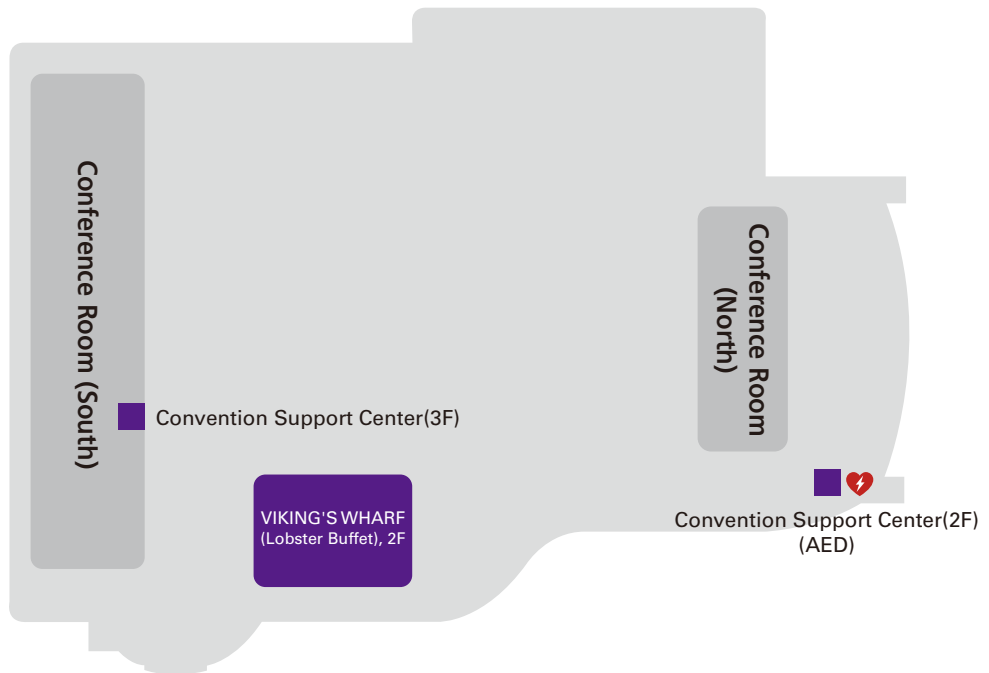 Conference Room (South)
Conference Room
(North)
Convention Support Center(3F)
VIKING'S WHARF
(Lobster Buffet), 2F
Convention Support Center(2F)
(AED)